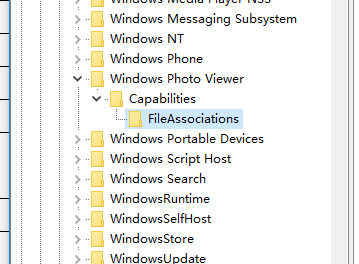 Windows Media Player NSS
Windows Messaging Subsystem
Windows NT
Windows Phone
Windows Photo Viewer
Capabilities
FileAssociations
Windows Portable Devices
Windows Script Host
Windows Search
WindowsRuntime
WindowsSelfHost
WindowsStore
WindowsUpdate